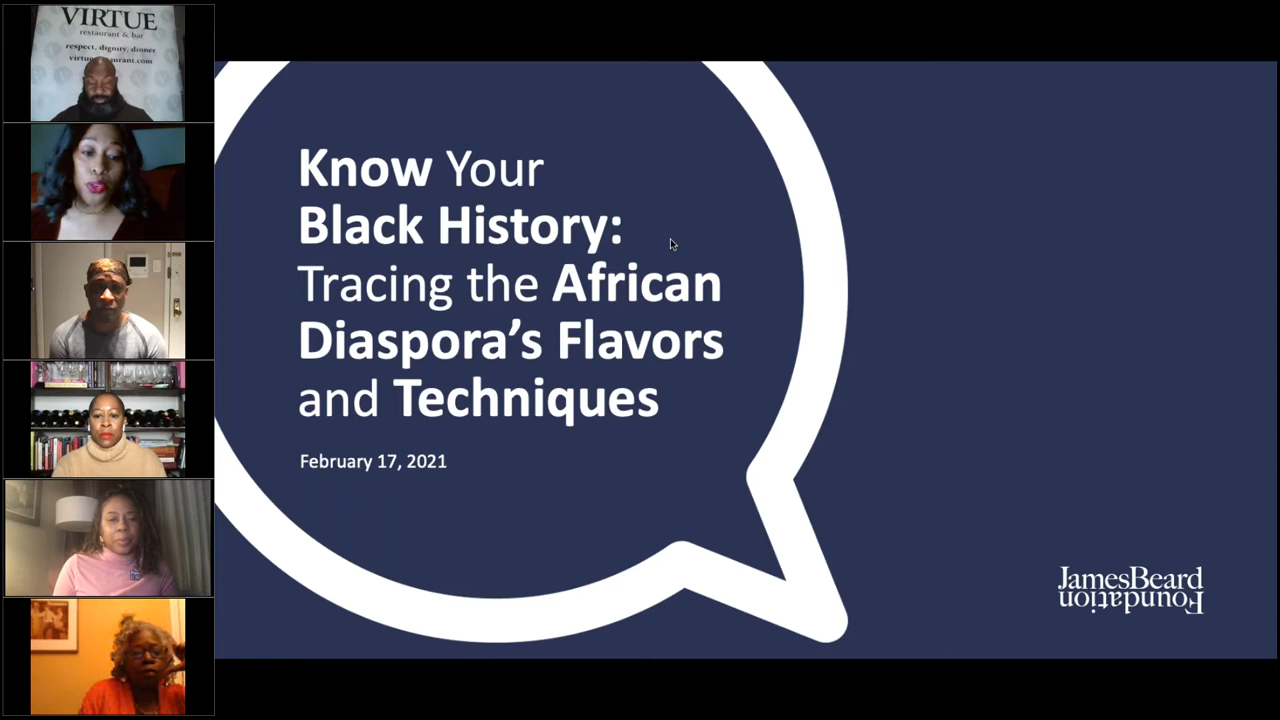 VIRTUE
restaurant & bar
respect, dignity, dinner
Know Your
Black History:
Tracing the African
Diaspora's Flavors
and Techniques
February 17, 2021
JamesBeard
Foundation